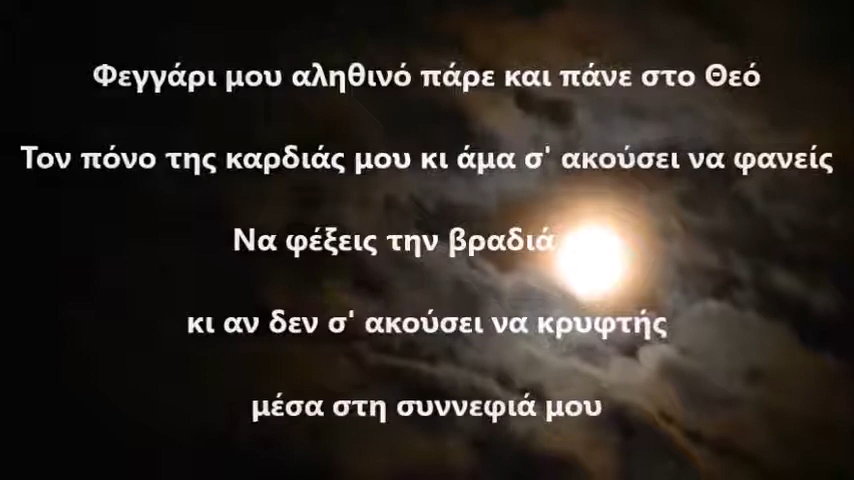 Φεγγάρι μου αληθινό πάρε και πάνε στο Θεό
Τον πόνο της καρδιάς μου κι άμα σ' ακούσει να φανείς
Να φέξεις την βραδιά
κι αν δεν σ' ακούσει να κρυφτής
μέσα στη συννεφιά μου